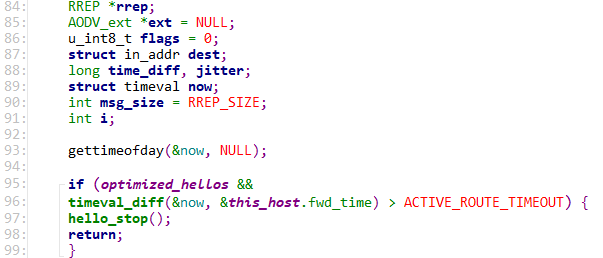 84: RREP *rrep;
85: AODV_ext *ext = NULL;
86: u_int8_t flags = 0;
87: struct in_addr dest;
88: long time_diff, jitter;
89: struct timeval now;
90: int msg_size = RREP_SIZE;
91: int i;
92:
93: gettimeofday(&now, NULL);
94:
95: if (optimized_hellos &&
96: timeval_diff(&now, &this_host.fwd_time) > ACTIVE_ROUTE_TIMEOUT) {
97: hello_stop();
98: return;
99: }